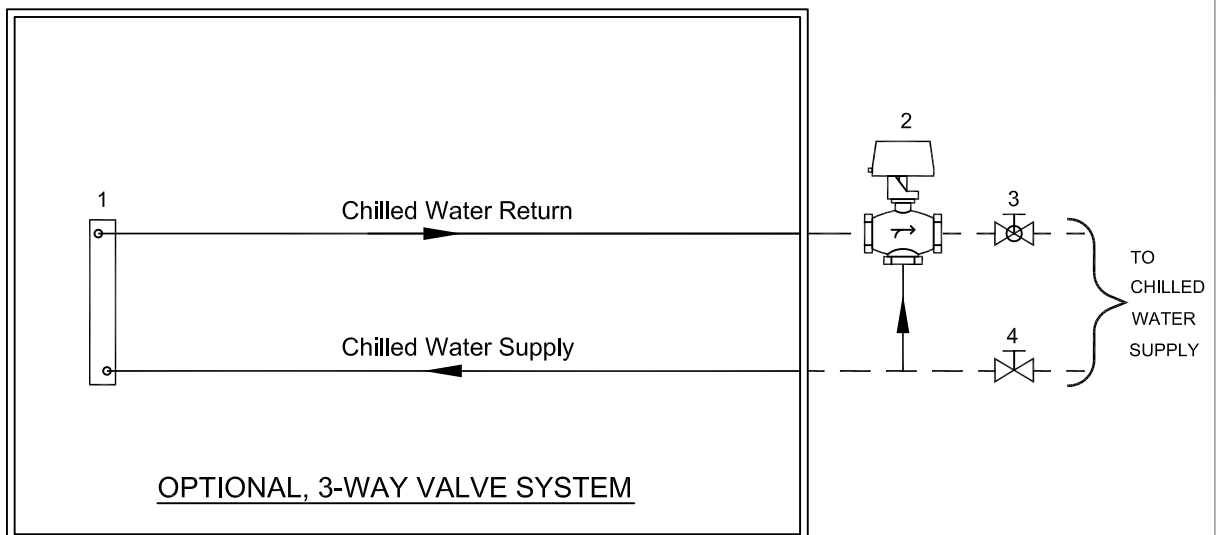 2
1
Chilled Water Return
3
TO
CHILLED
WATER
SUPPLY
Chilled Water Supply
4
OPTIONAL, 3-WAY VALVE SYSTEM